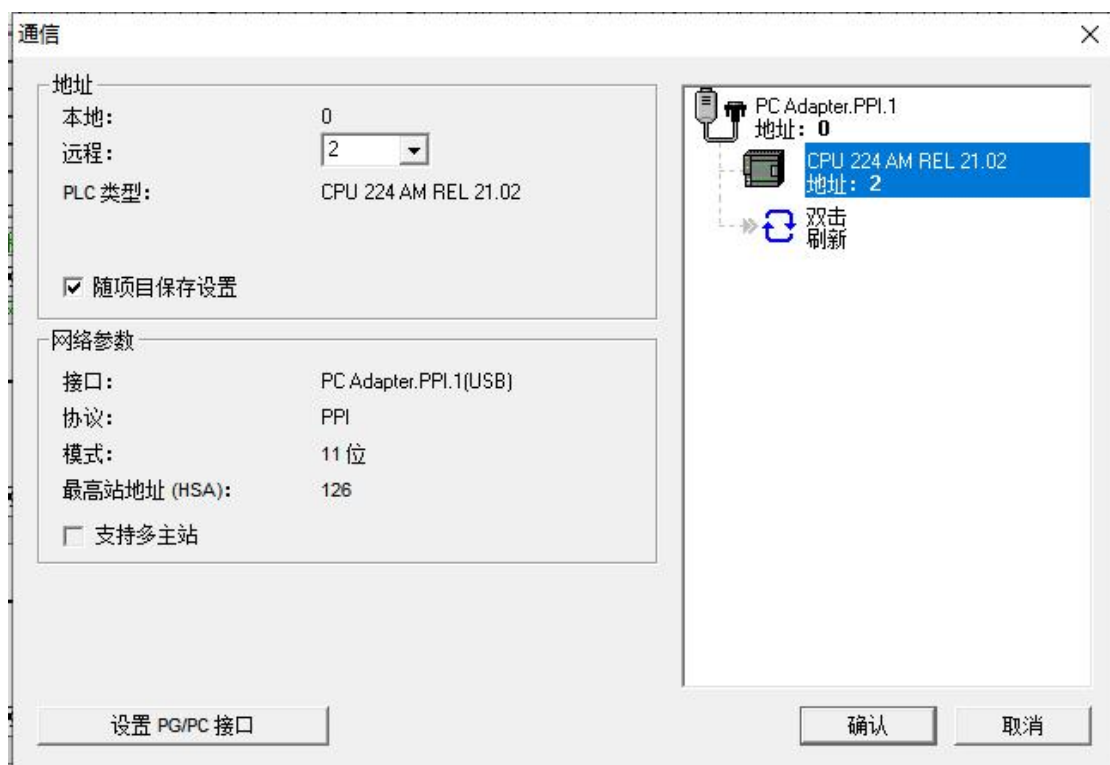 通信
地址
本地： 0
远程： 2
PLC 类型： CPU 224 AM REL 21.02
随项目保存设置
网络参数
接口： PC Adapter.PPI.1(USB)
协议： PPI
模式： 11 位
最高站地址 (HSA)： 126
支持多主站
设置 PG/PC 接口
PC Adapter.PPI.1
地址： 0
CPU 224 AM REL 21.02
地址： 2
双击
刷新
确认
取消